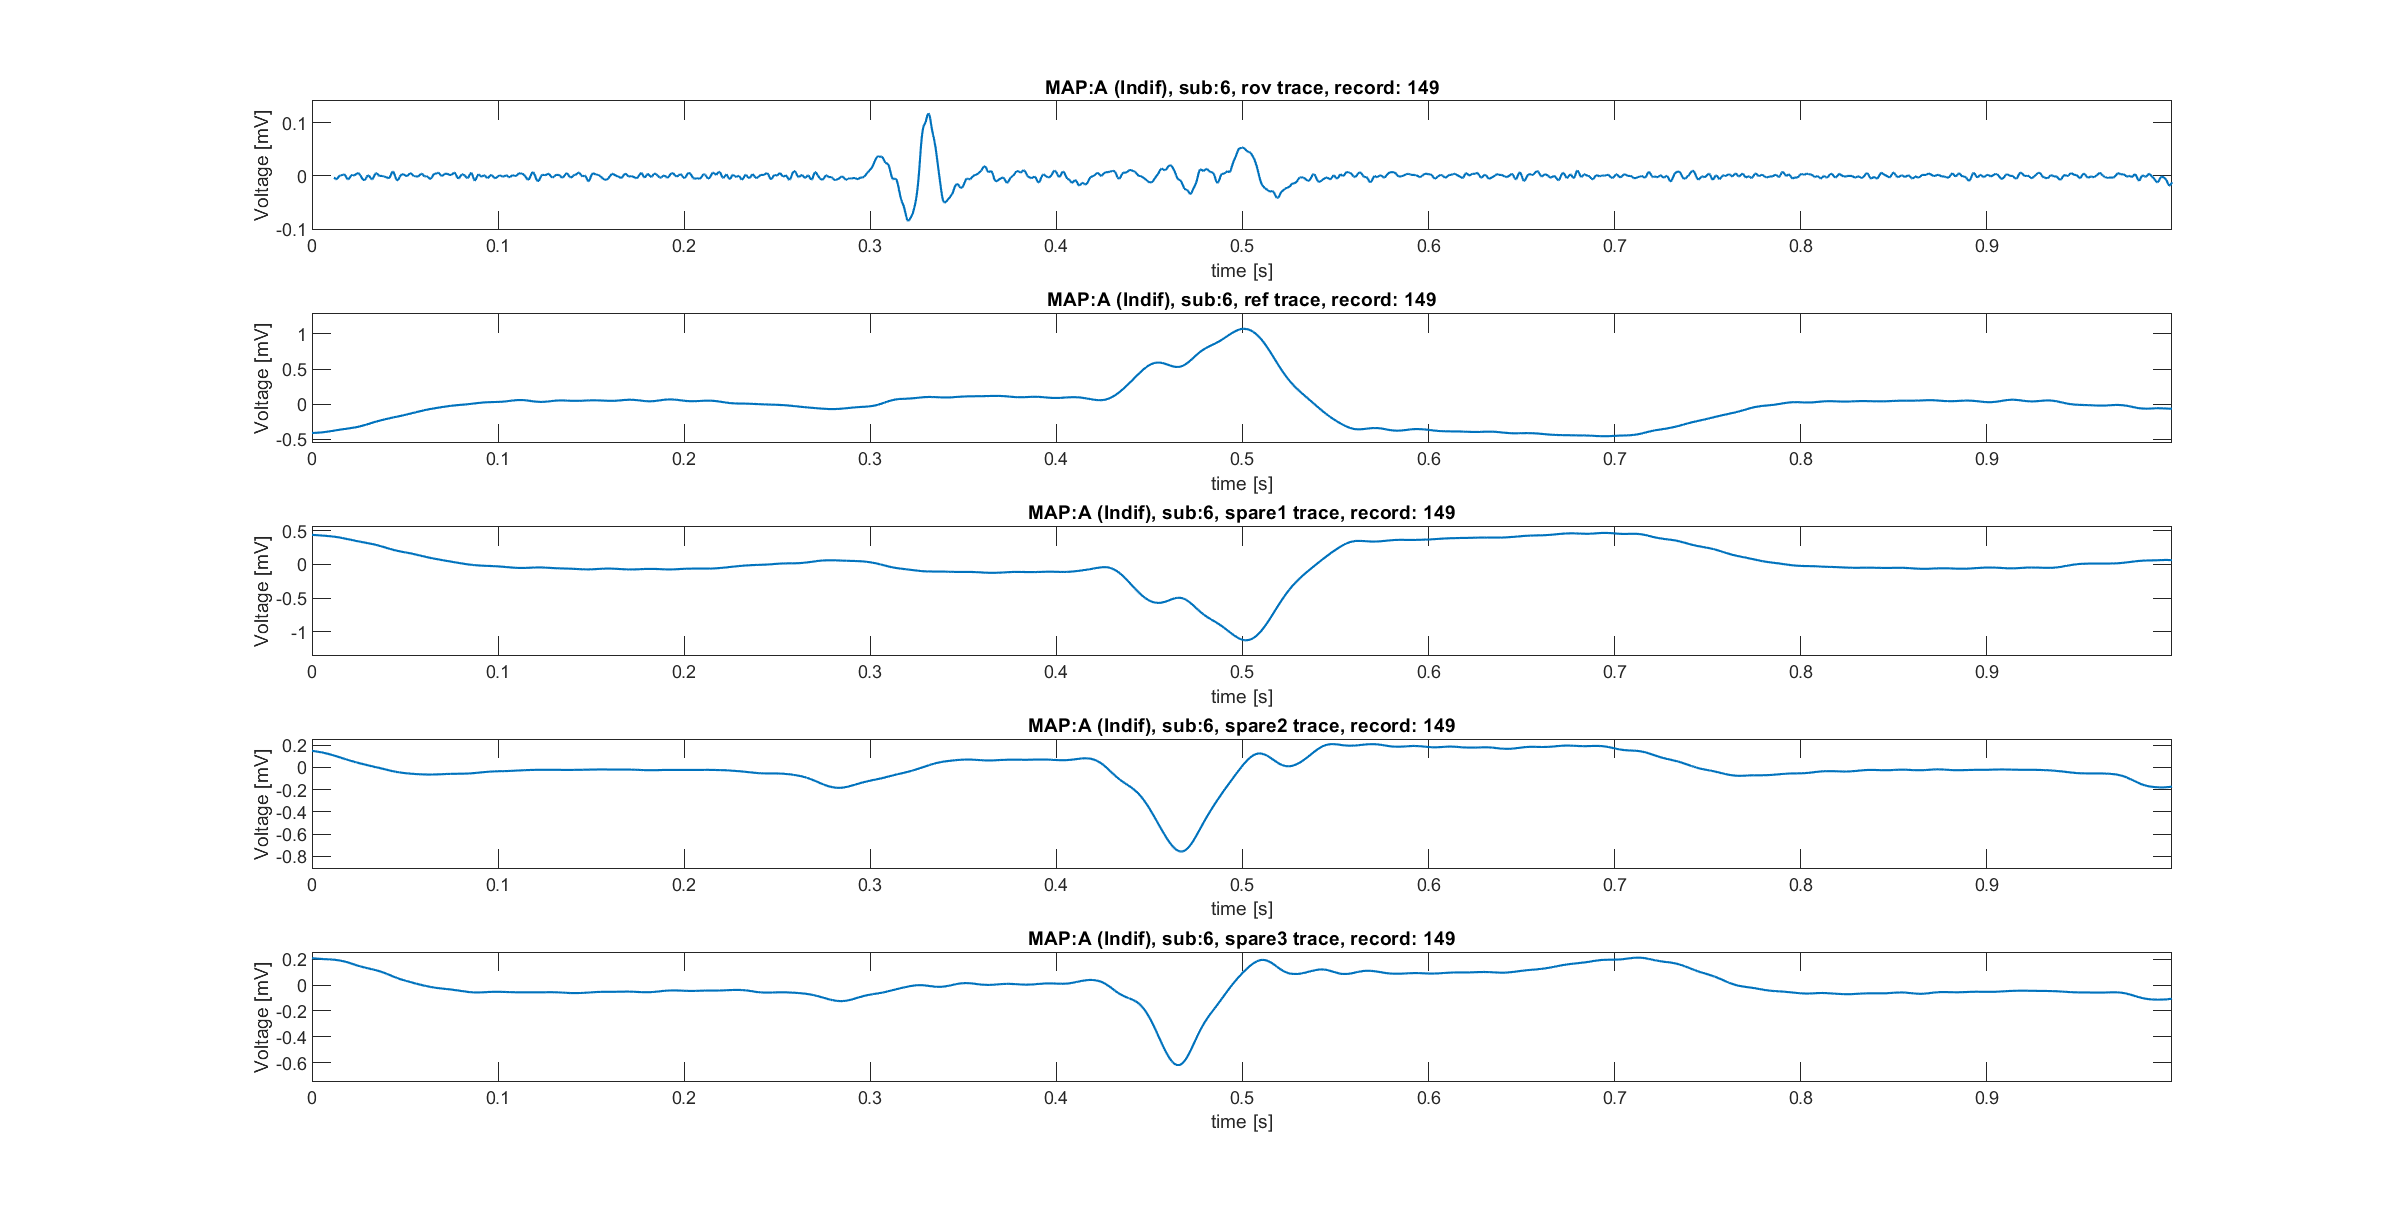 MAP:A (Indif), sub:6, rov trace, record: 149
Voltage [mV]
0.1
0
-0.1
0 0.1 0.2 0.3 0.4 0.5 0.6 0.7 0.8 0.9
time [s]
MAP:A (Indif), sub:6, ref trace, record: 149
Voltage [mV]
1
0.5
0
-0.5
0 0.1 0.2 0.3 0.4 0.5 0.6 0.7 0.8 0.9
time [s]
MAP:A (Indif), sub:6, spare1 trace, record: 149
Voltage [mV]
0.5
0
-0.5
-1
0 0.1 0.2 0.3 0.4 0.5 0.6 0.7 0.8 0.9
time [s]
MAP:A (Indif), sub:6, spare2 trace, record: 149
Voltage [mV]
0.2
0
-0.2
-0.4
-0.6
-0.8
0 0.1 0.2 0.3 0.4 0.5 0.6 0.7 0.8 0.9
time [s]
MAP:A (Indif), sub:6, spare3 trace, record: 149
Voltage [mV]
0.2
0
-0.2
-0.4
-0.6
0 0.1 0.2 0.3 0.4 0.5 0.6 0.7 0.8 0.9
time [s]